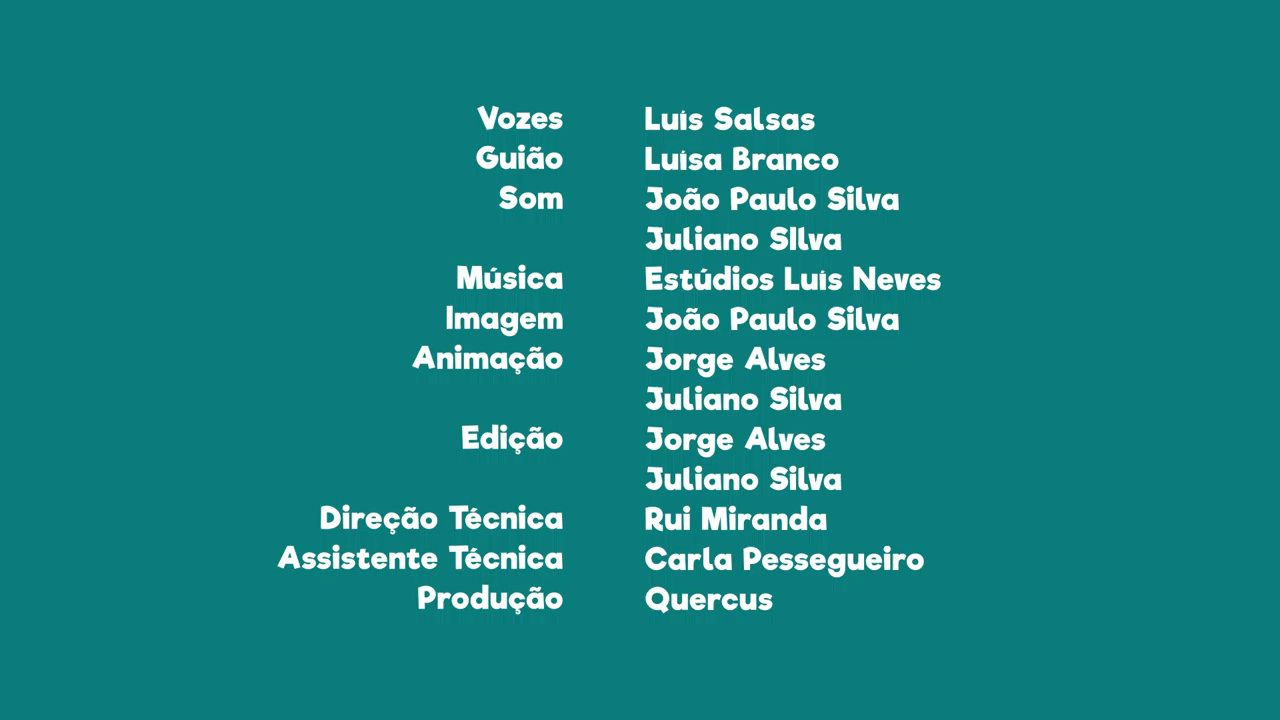 Vozes Luís Salsas
Guião Luísa Branco
Som João Paulo Silva
Juliano SIlva
Música Estúdios Luís Neves
Imagem João Paulo Silva
Animação Jorge Alves
Juliano Silva
Edição Jorge Alves
Juliano Silva
Direção Técnica Rui Miranda
Assistente Técnica Carla Pessegueiro
Produção Quercus